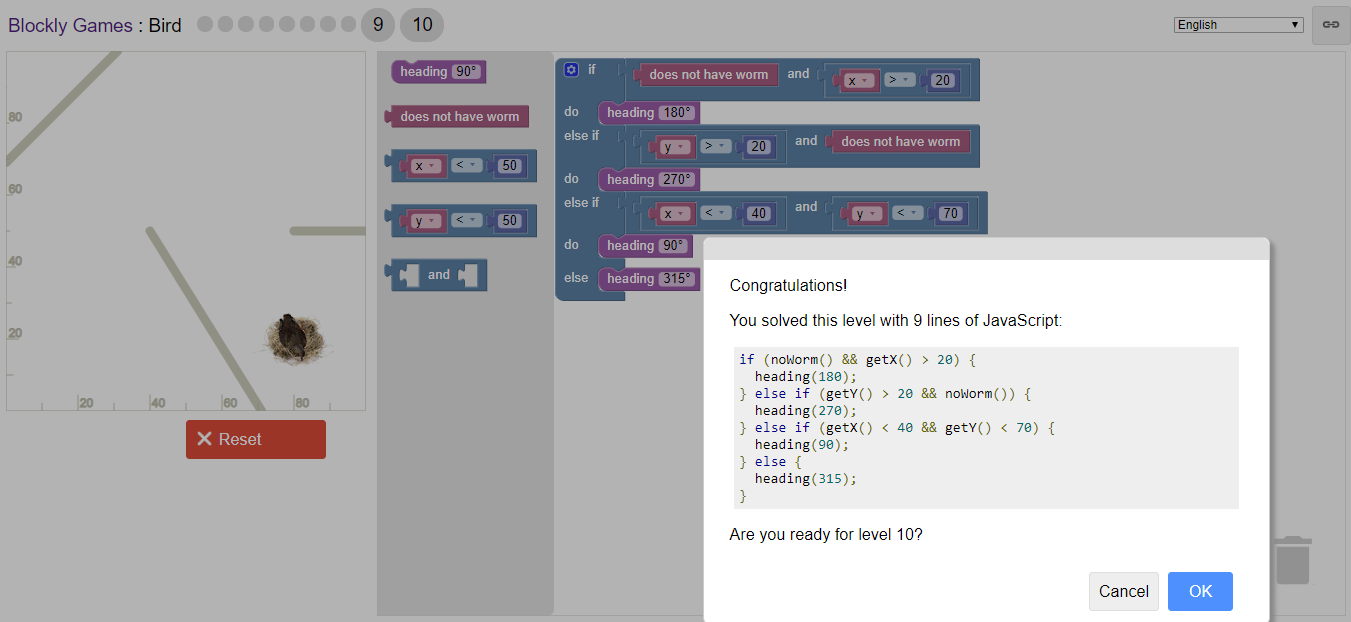 Blockly Games : Bird
9
10
English
80
60
40
20
20
40
60
80
Reset
heading 90°
does not have worm
x < 50
y < 50
and
if does not have worm and x > 20
do heading 180°
else if y > 20 and does not have worm
do heading 270°
else if x < 40 and y < 70
do heading 90°
else heading 315°
Congratulations!
You solved this level with 9 lines of JavaScript:
if (noWorm() && getX() > 20) {
  heading(180);
} else if (getY() > 20 && noWorm()) {
  heading(270);
} else if (getX() < 40 && getY() < 70) {
  heading(90);
} else {
  heading(315);
}
Are you ready for level 10?
Cancel
OK